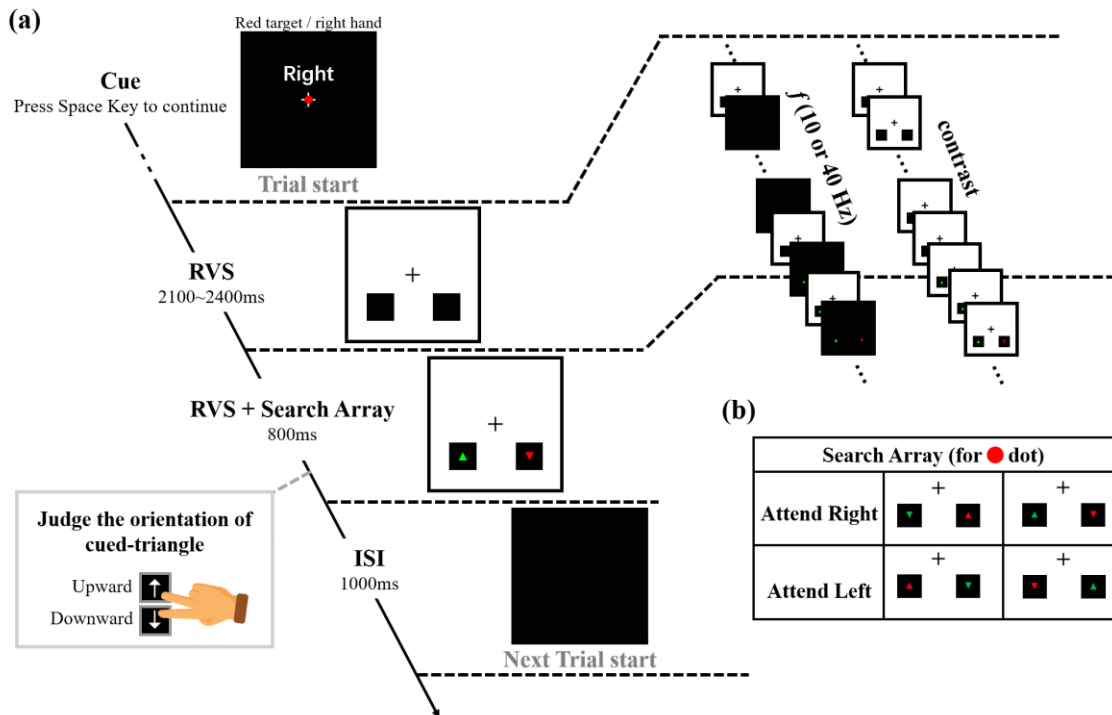 (a)
Red target / right hand
Right
Cue
Press Space Key to continue
Trial start
RVS
2100~2400ms
RVS + Search Array
800ms
Judge the orientation of
cued-triangle
Upward
Downward
ISI
1000ms
Next Trial start
f (10 or 40 Hz)
contrast
(b)
Search Array (for dot)
Attend Right
Attend Left